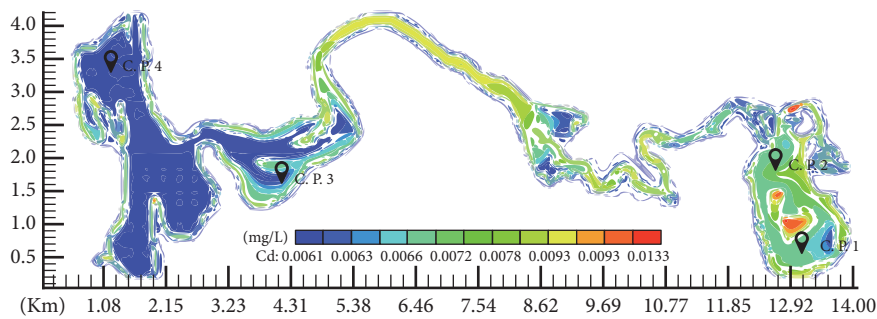 4.0
3.5
C. P. 4
3.0
2.5
2.0
C. P. 2
C. P. 3
1.5
1.0
(mg/L)
C. P. 1
0.5
Cd: 0.0061 0.0063 0.0066 0.0072 0.0078 0.0093 0.0093 0.0133
(Km) 1.08 2.15 3.23 4.31 5.38 6.46 7.54 8.62 9.69 10.77 11.85 12.92 14.00